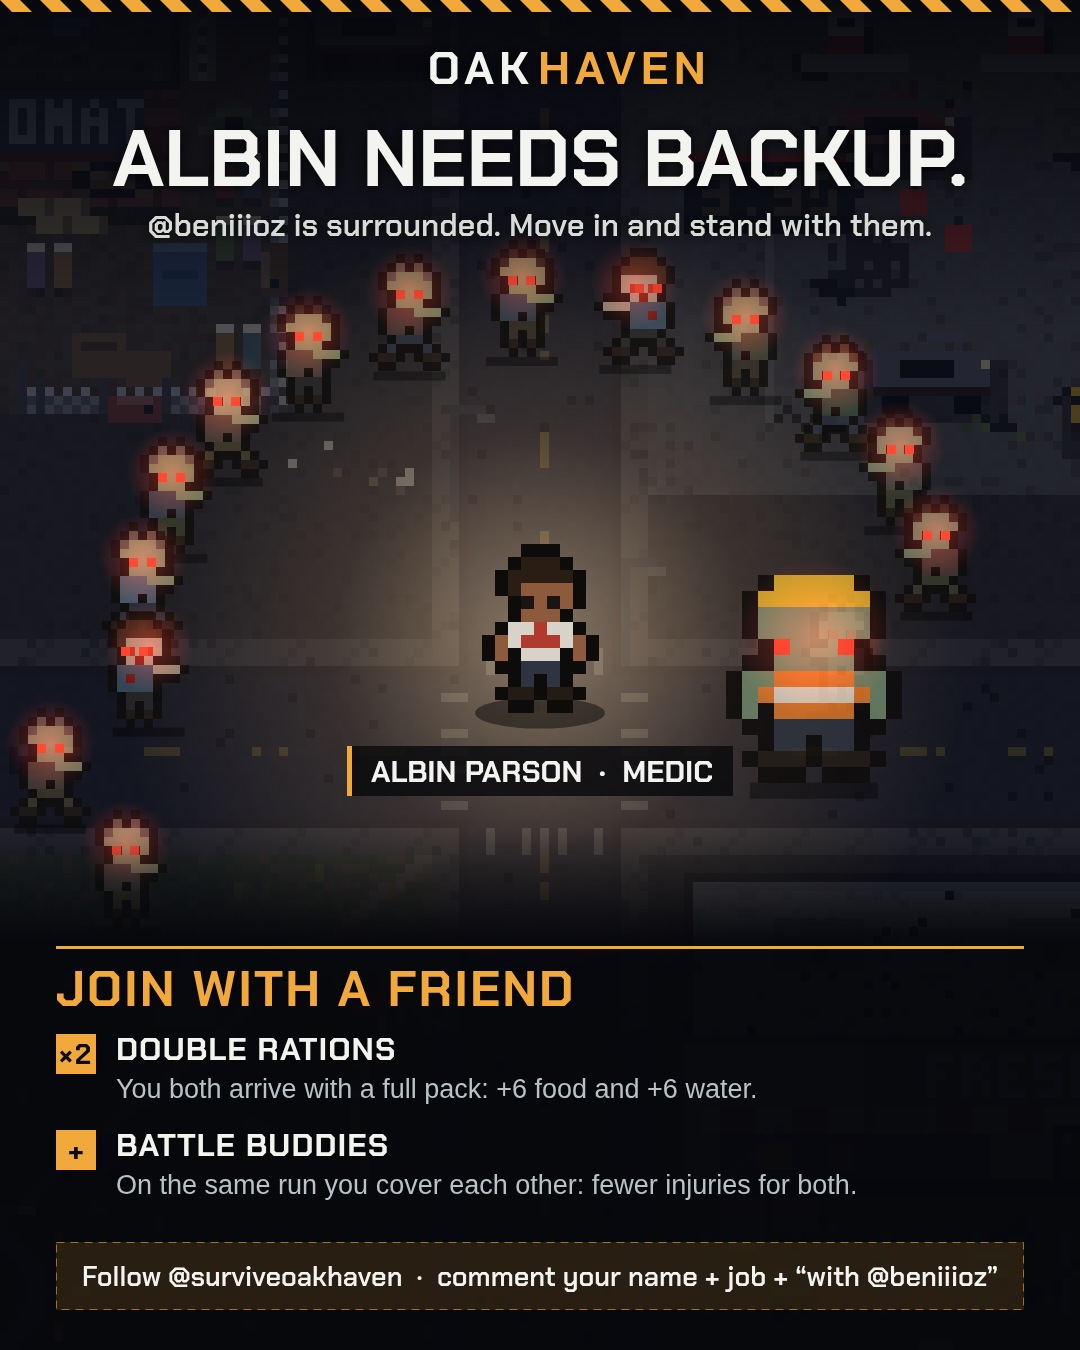 OAKHAVEN
ALBIN NEEDS BACKUP.
@beniiioz is surrounded. Move in and stand with them.
OMAT
ALBIN PARSON · MEDIC
JOIN WITH A FRIEND
×2
DOUBLE RATIONS
You both arrive with a full pack: +6 food and +6 water.
+
BATTLE BUDDIES
On the same run you cover each other: fewer injuries for both.
Follow @surviveoakhaven · comment your name + job + “with @beniiioz”